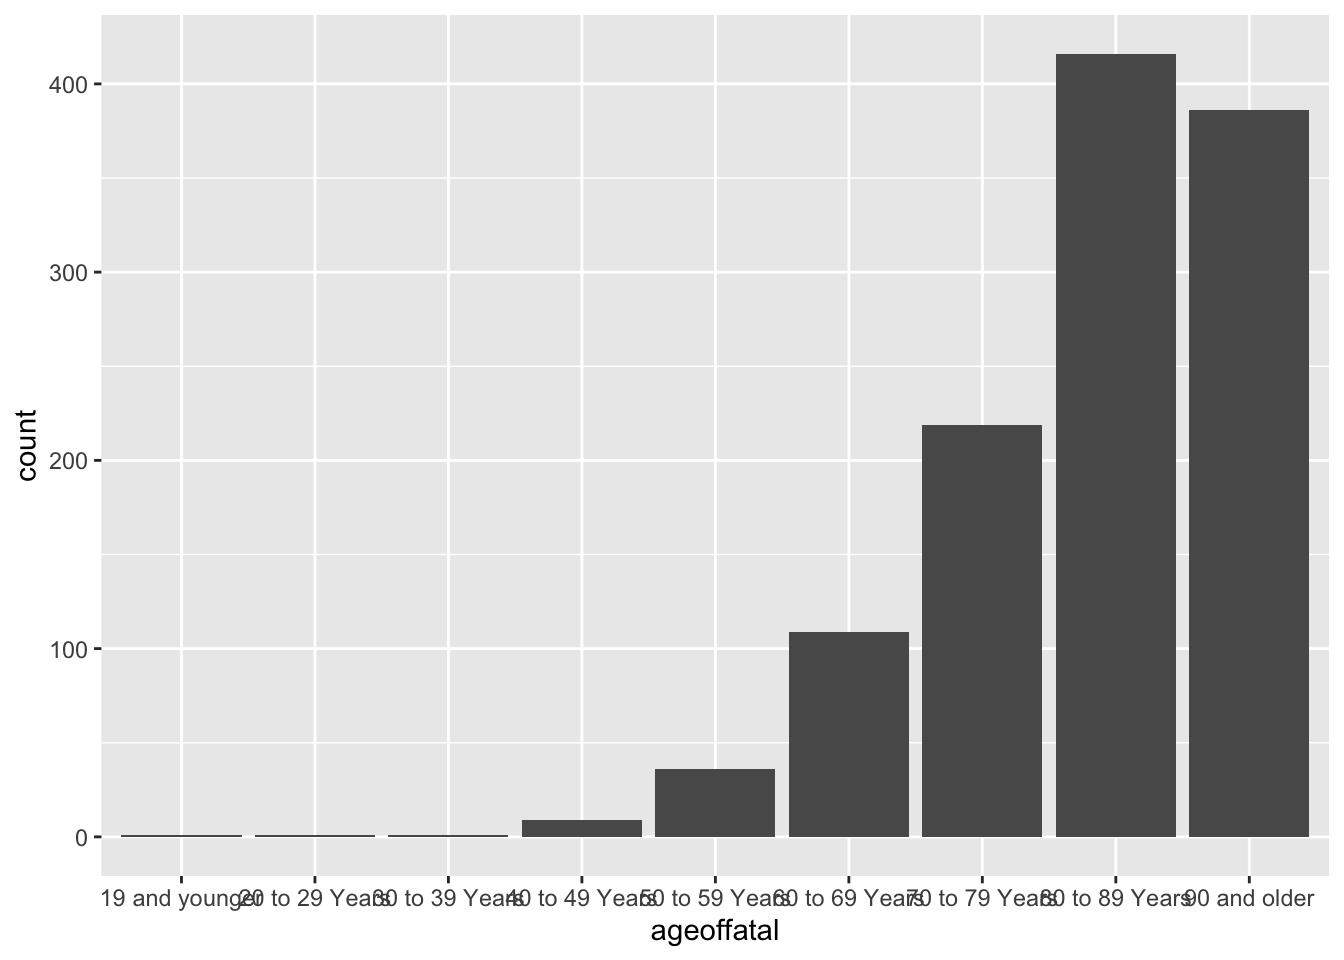 400
300
200
100
0
count
19 and younger
20 to 29 Years
30 to 39 Years
40 to 49 Years
50 to 59 Years
60 to 69 Years
70 to 79 Years
80 to 89 Years
90 and older
ageoffatal